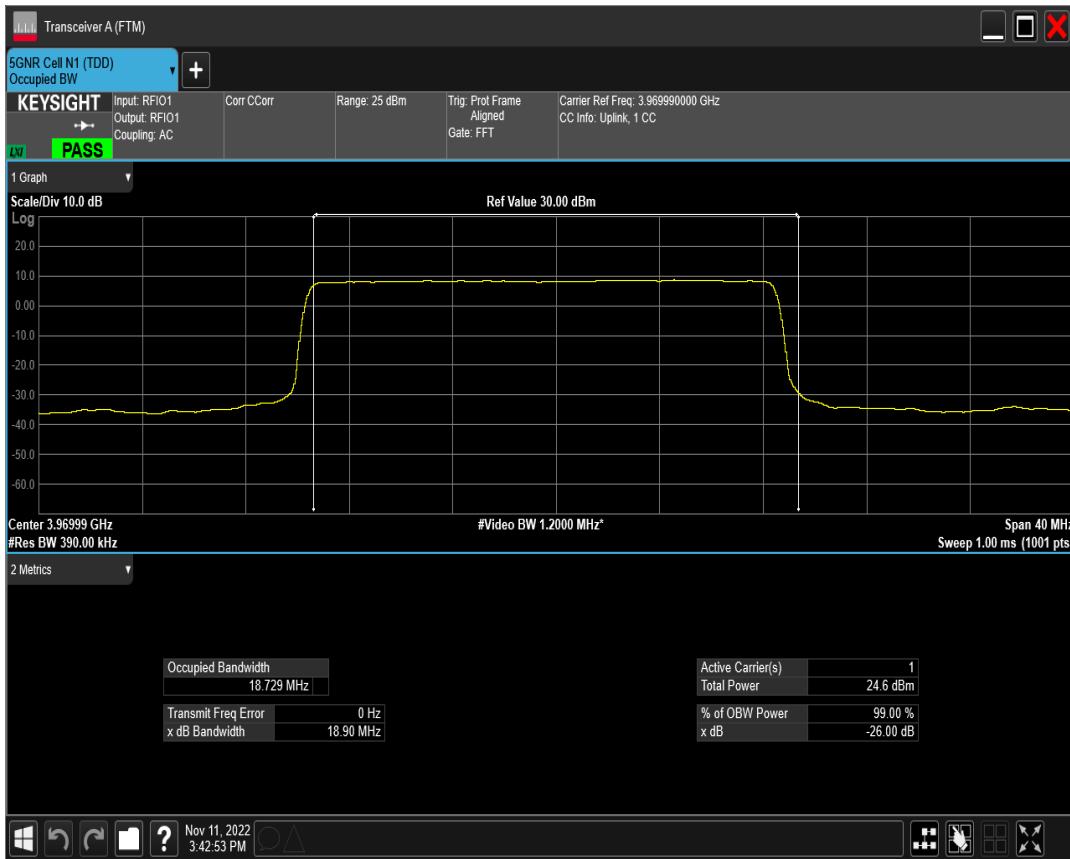 Transceiver A (FTM)
5GNR Cell N1 (TDD)
Occupied BW
+
KEYSIGHT
LXI
PASS
Input: RFIO1
Output: RFIO1
Coupling: AC
Corr CCorr
Range: 25 dBm
Trig: Prot Frame
Aligned
Gate: FFT
Carrier Ref Freq: 3.969990000 GHz
CC Info: Uplink, 1 CC
1 Graph
Scale/Div 10.0 dB
Ref Value 30.00 dBm
Log
20.0
10.0
0.00
-10.0
-20.0
-30.0
-40.0
-50.0
-60.0
Center 3.96999 GHz
#Video BW 1.2000 MHz*
Span 40 MHz
#Res BW 390.00 kHz
Sweep 1.00 ms (1001 pts
2 Metrics
Occupied Bandwidth
18.729 MHz
Transmit Freq Error 0 Hz
x dB Bandwidth 18.90 MHz
Active Carrier(s) 1
Total Power 24.6 dBm
% of OBW Power 99.00 %
x dB -26.00 dB
?
Nov 11, 2022
3:42:53 PM